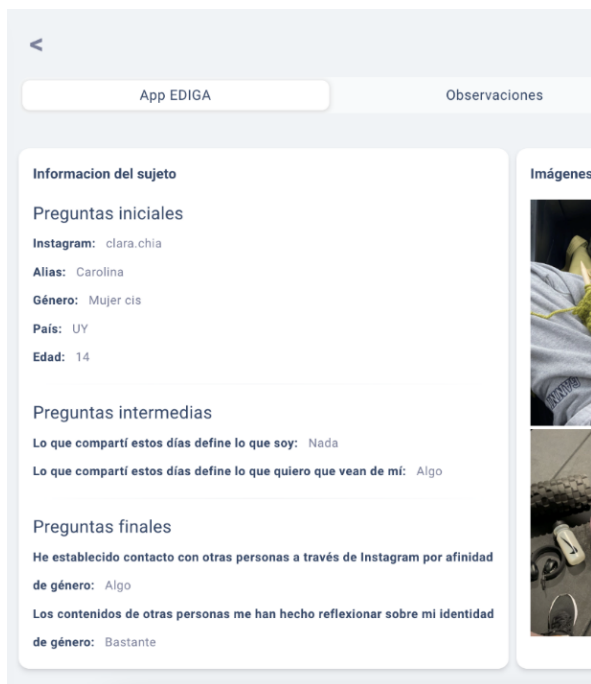 <
App EDIGA
Observaciones
Informacion del sujeto
Preguntas iniciales
Instagram: clara.chia
Alias: Carolina
Género: Mujer cis
País: UY
Edad: 14
Preguntas intermedias
Lo que compartí estos días define lo que soy: Nada
Lo que compartí estos días define lo que quiero que vean de mí: Algo
Preguntas finales
He establecido contacto con otras personas a través de Instagram por afinidad
de género: Algo
Los contenidos de otras personas me han hecho reflexionar sobre mi identidad
de género: Bastante
Imágenes